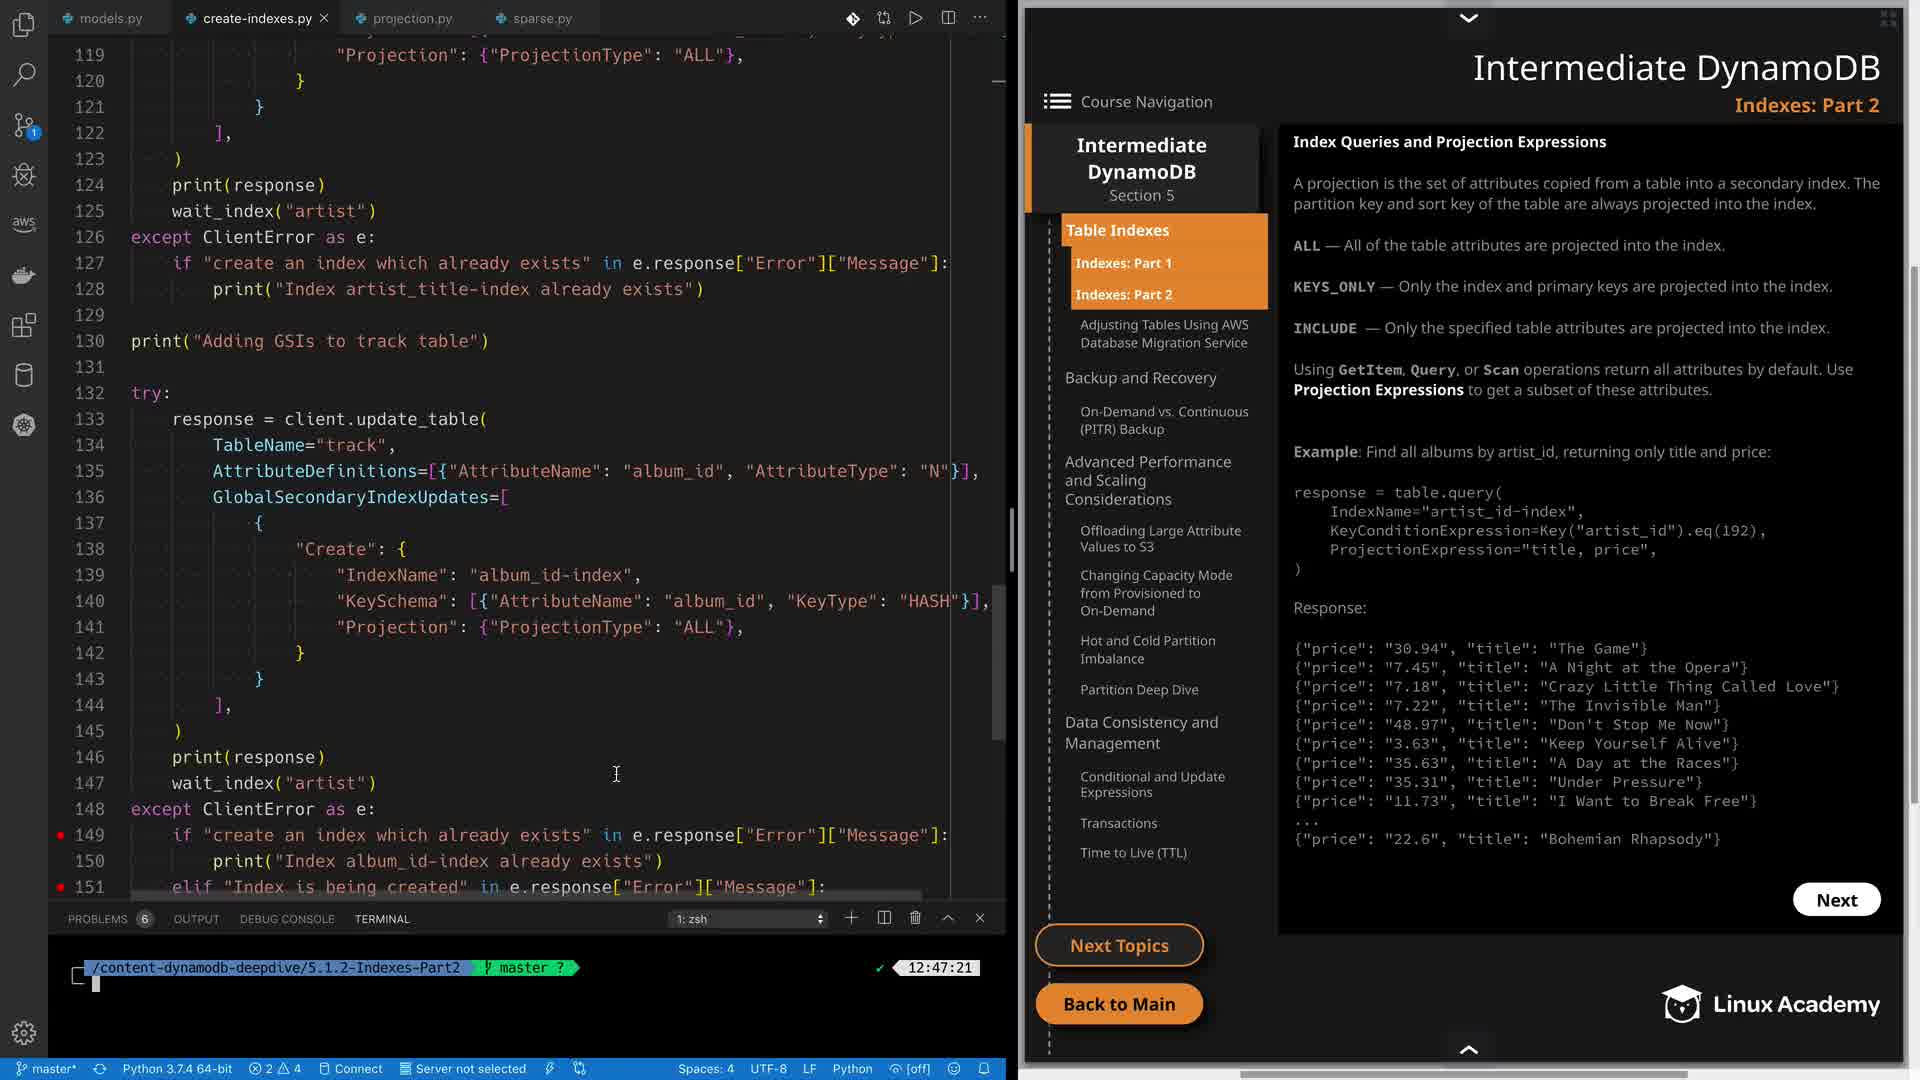 models.py
create-indexes.py
projection.py
sparse.py
119 "Projection": {"ProjectionType": "ALL"},
120 }
121 }
122 ],
123 )
124 print(response)
125 wait_index("artist")
126 except ClientError as e:
127 if "create an index which already exists" in e.response["Error"]["Message"]:
128 print("Index artist_title-index already exists")
129
130 print("Adding GSIs to track table")
131
132 try:
133 response = client.update_table(
134 TableName="track",
135 AttributeDefinitions=[{"AttributeName": "album_id", "AttributeType": "N"}],
136 GlobalSecondaryIndexUpdates=[
137 {
138 "Create": {
139 "IndexName": "album_id-index",
140 "KeySchema": [{"AttributeName": "album_id", "KeyType": "HASH"}],
141 "Projection": {"ProjectionType": "ALL"},
142 }
143 }
144 ],
145 )
146 print(response)
147 wait_index("artist")
148 except ClientError as e:
149 if "create an index which already exists" in e.response["Error"]["Message"]:
150 print("Index album_id-index already exists")
151 elif "Index is being created" in e.response["Error"]["Message"]:
aws
1
PROBLEMS 6 OUTPUT DEBUG CONSOLE TERMINAL 1: zsh
/content-dynamodb-deepdive/5.1.2-Indexes-Part2 master ? ✓ 12:47:21
master* Python 3.7.4 64-bit 2 4 Connect Server not selected Spaces: 4 UTF-8 LF Python [off]
Intermediate DynamoDB
Indexes: Part 2
Course Navigation
Intermediate
DynamoDB
Section 5
Table Indexes
Indexes: Part 1
Indexes: Part 2
Adjusting Tables Using AWS
Database Migration Service
Backup and Recovery
On-Demand vs. Continuous
(PITR) Backup
Advanced Performance
and Scaling
Considerations
Offloading Large Attribute
Values to S3
Changing Capacity Mode
from Provisioned to
On-Demand
Hot and Cold Partition
Imbalance
Partition Deep Dive
Data Consistency and
Management
Conditional and Update
Expressions
Transactions
Time to Live (TTL)
Next Topics
Back to Main
Index Queries and Projection Expressions
A projection is the set of attributes copied from a table into a secondary index. The
partition key and sort key of the table are always projected into the index.
ALL — All of the table attributes are projected into the index.
KEYS_ONLY — Only the index and primary keys are projected into the index.
INCLUDE — Only the specified table attributes are projected into the index.
Using GetItem, Query, or Scan operations return all attributes by default. Use
Projection Expressions to get a subset of these attributes.
Example: Find all albums by artist_id, returning only title and price:
response = table.query(
IndexName="artist_id-index",
KeyConditionExpression=Key("artist_id").eq(192),
ProjectionExpression="title, price",
)
Response:
{"price": "30.94", "title": "The Game"}
{"price": "7.45", "title": "A Night at the Opera"}
{"price": "7.18", "title": "Crazy Little Thing Called Love"}
{"price": "7.22", "title": "The Invisible Man"}
{"price": "48.97", "title": "Don't Stop Me Now"}
{"price": "3.63", "title": "Keep Yourself Alive"}
{"price": "35.63", "title": "A Day at the Races"}
{"price": "35.31", "title": "Under Pressure"}
{"price": "11.73", "title": "I Want to Break Free"}
...
{"price": "22.6", "title": "Bohemian Rhapsody"}
Next
Linux Academy